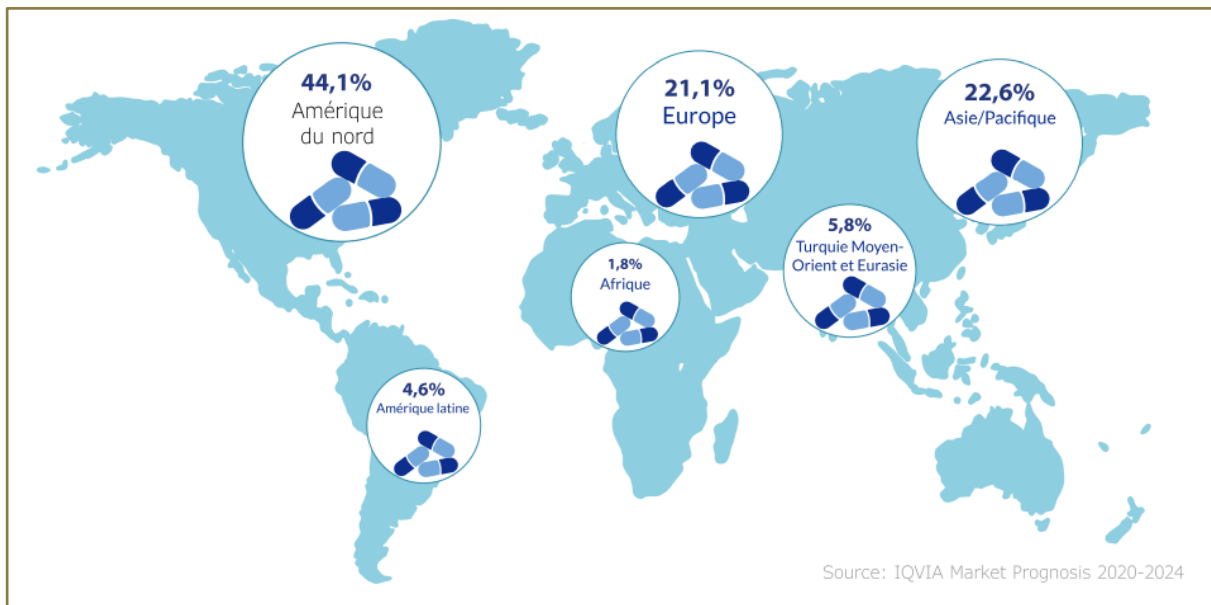 44,1%
Amérique
du nord
21,1%
Europe
22,6%
Asie/Pacifique
5,8%
Turquie Moyen-
Orient et Eurasie
1,8%
Afrique
4,6%
Amérique latine
Source: IQVIA Market Prognosis 2020-2024